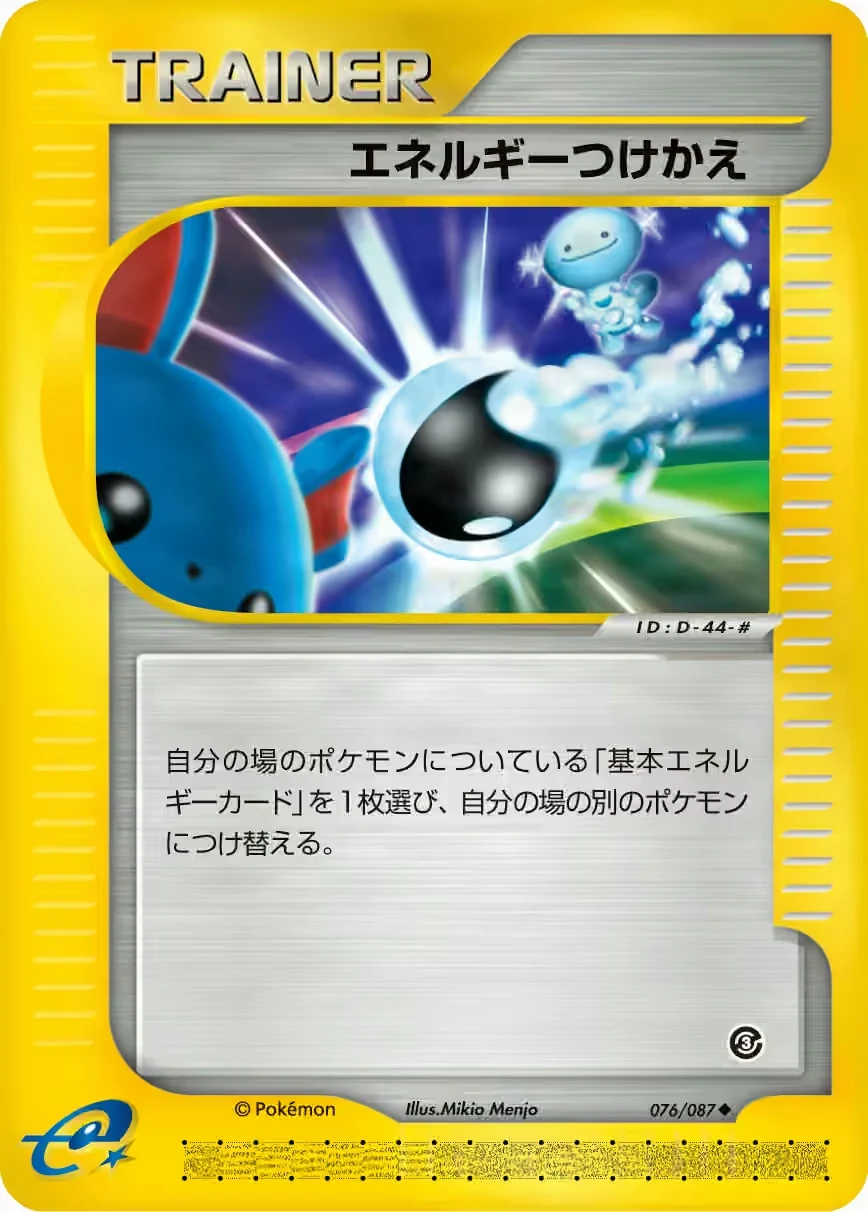 TRAINER
エネルギーつけかえ
ID:D-44-#
自分の場のポケモンについている「基本エネル
ギーカード」を1枚選び、自分の場の別のポケモン
につけ替える。
3
© Pokémon
Illus.Mikio Menjo
076/087◆
e